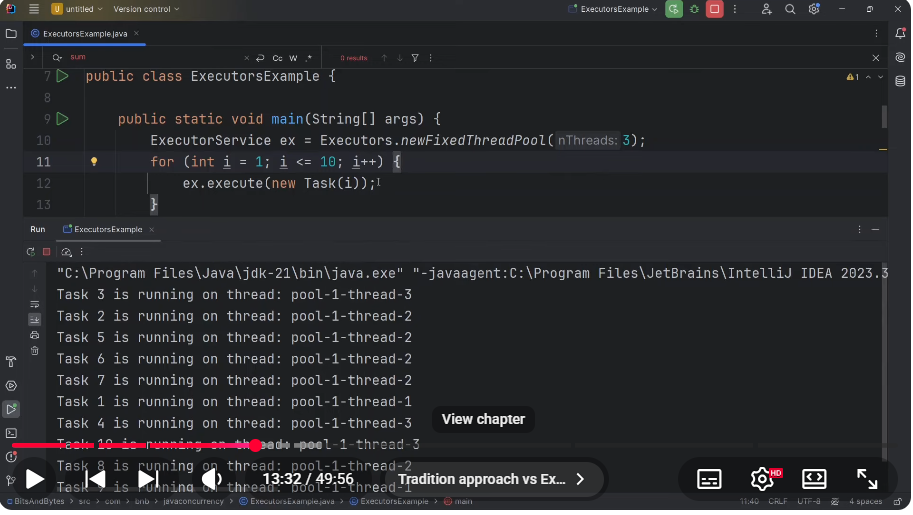 untitled Version control ExecutorsExample
ExecutorsExample.java
sum Cc W .* 0 results
7 public class ExecutorsExample { 1
8
9 public static void main(String[] args) {
10 ExecutorService ex = Executors.newFixedThreadPool( nThreads: 3);
11 for (int i = 1; i <= 10; i++) {
12 ex.execute(new Task(i));
13 }
Run ExecutorsExample
"C:\Program Files\Java\jdk-21\bin\java.exe" "-javaagent:C:\Program Files\JetBrains\IntelliJ IDEA 2023.3
Task 3 is running on thread: pool-1-thread-3
Task 2 is running on thread: pool-1-thread-2
Task 5 is running on thread: pool-1-thread-2
Task 6 is running on thread: pool-1-thread-2
Task 7 is running on thread: pool-1-thread-2
Task 1 is running on thread: pool-1-thread-1
Task 4 is running on thread: pool-1-thread-3
View chapter
Task 10 is running on thread: pool-1-thread-3
Task 8 is running on thread: pool-1-thread-2
Task 9 is running on thread: pool-1-thread-1
13:32 / 49:56 Tradition approach vs Ex... HD
BitsAndBytes src com bnb javaconcurrency ExecutorsExample.java ExecutorsExample main 11:40 CRLF UTF-8 4 spaces